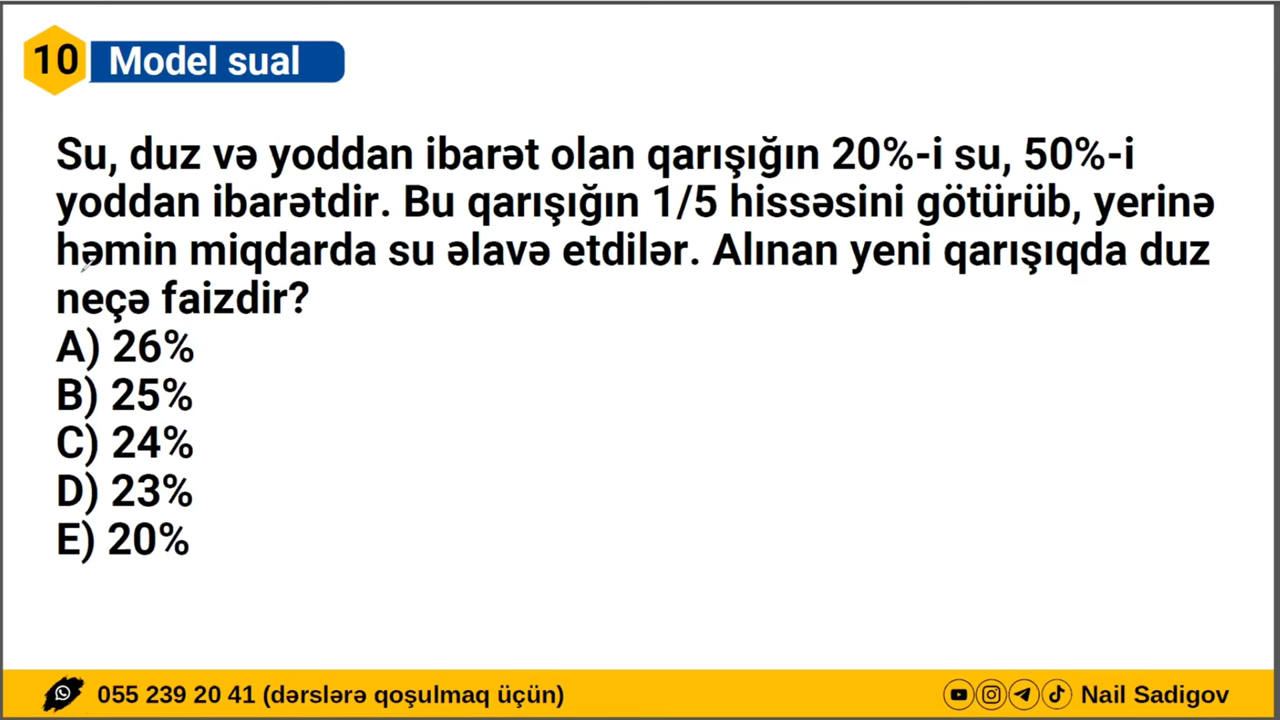 10 Model sual
Su, duz və yoddan ibarət olan qarışığın 20%-i su, 50%-i
yoddan ibarətdir. Bu qarışığın 1/5 hissəsini götürüb, yerinə
həmin miqdarda su əlavə etdilər. Alınan yeni qarışıqda duz
neçə faizdir?
A) 26%
B) 25%
C) 24%
D) 23%
E) 20%
055 239 20 41 (dərslərə qoşulmaq üçün) Nail Sadigov